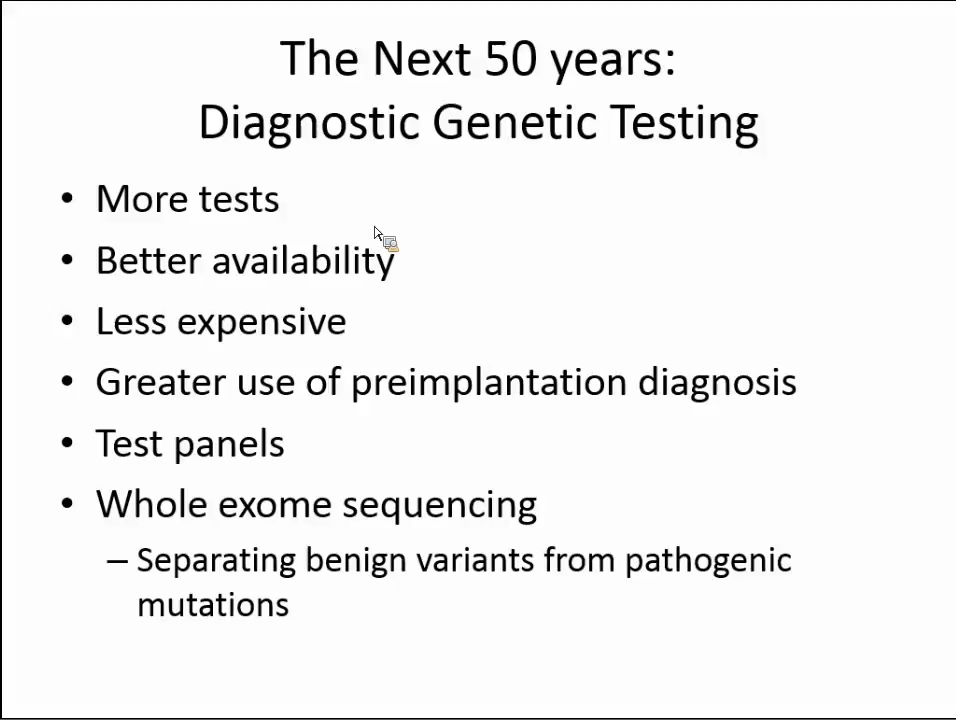 The Next 50 years:
Diagnostic Genetic Testing
• More tests
• Better availability
• Less expensive
• Greater use of preimplantation diagnosis
• Test panels
• Whole exome sequencing
– Separating benign variants from pathogenic
mutations